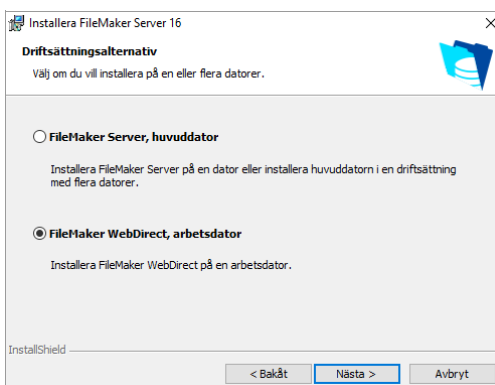 Installera FileMaker Server 16
Driftsättningsalternativ
Välj om du vill installera på en eller flera datorer.
FileMaker Server, huvuddator
Installera FileMaker Server på en dator eller installera huvuddatorn i en driftsättning
med flera datorer.
FileMaker WebDirect, arbetsdator
Installera FileMaker WebDirect på en arbetsdator.
InstallShield
< Bakåt
Nästa >
Avbryt